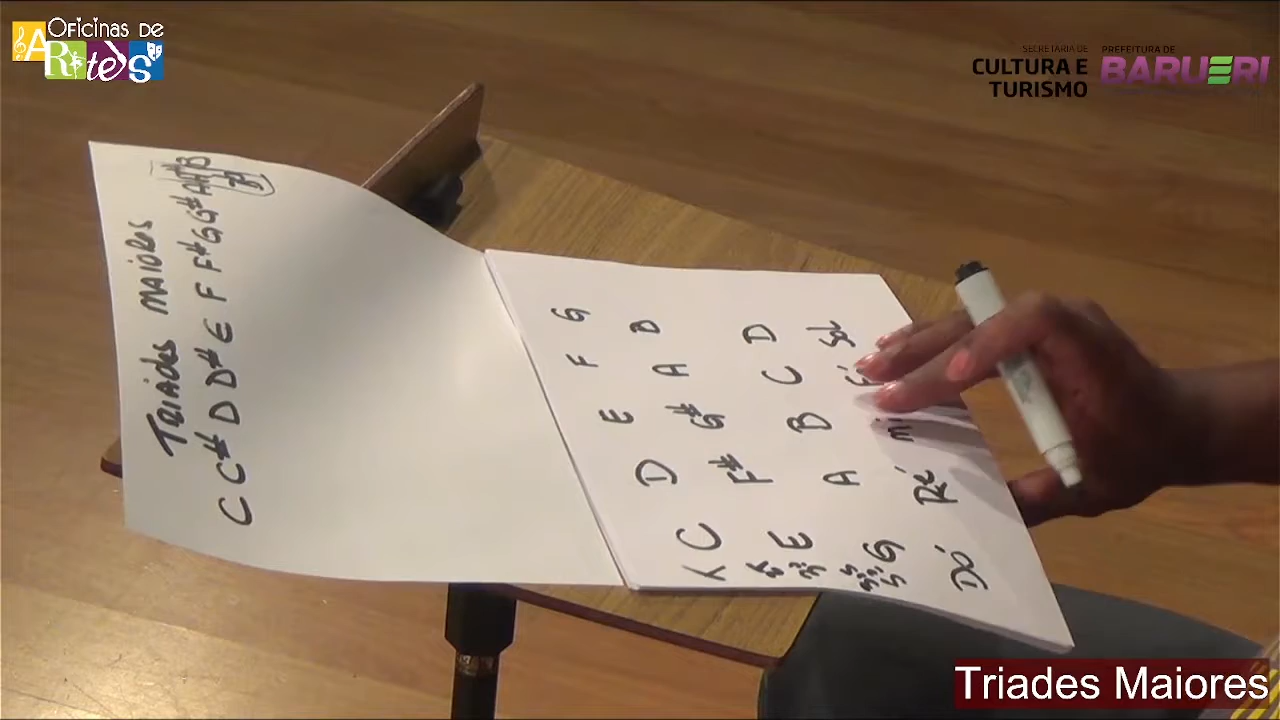 Oficinas de
Artes
SECRETARIA DE
CULTURA E
TURISMO
PREFEITURA DE
BARUERI
TRIADES MAIORES
C C# D D# E F F# G G# A A# B
C D E F G
E F# G# A B
G A B C D
Dó Ré mi Fá Sol
Triades Maiores